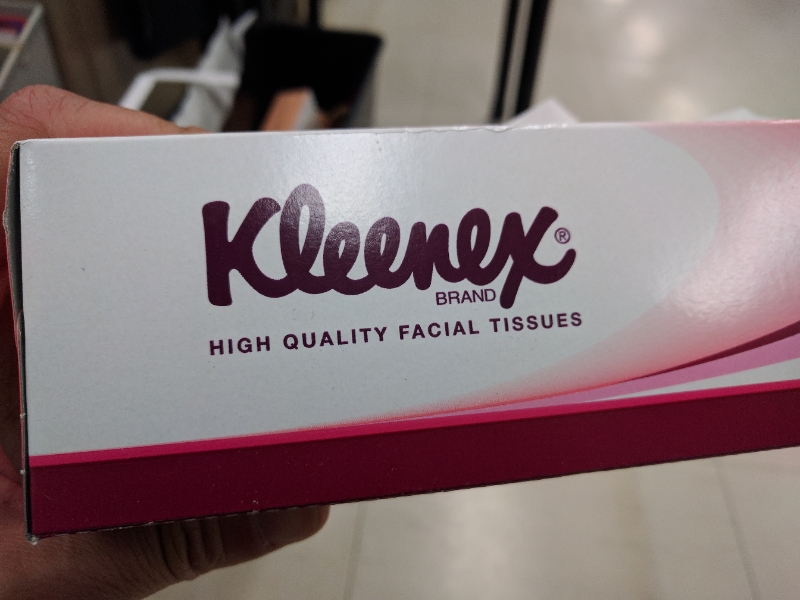 Kleenex®
BRAND
HIGH QUALITY FACIAL TISSUES